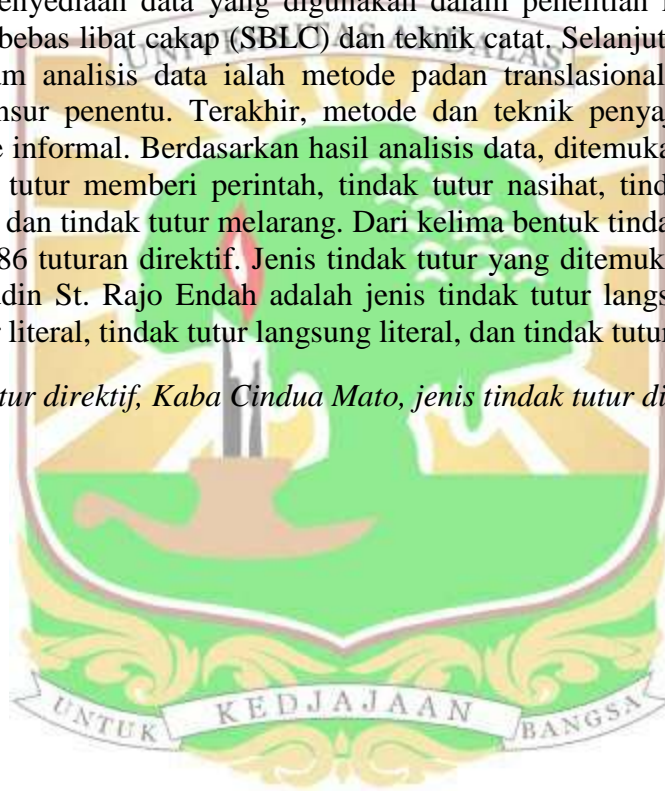 enyediaan data yang digunakan dalam penelitian
bebas libat cakap (SBLC) dan teknik catat. Selanjut
UNIVERSITAS ANDALAS
m analisis data ialah metode padan translasional
nsur penentu. Terakhir, metode dan teknik penya
e informal. Berdasarkan hasil analisis data, ditemuka
tutur memberi perintah, tindak tutur nasihat, tind
dan tindak tutur melarang. Dari kelima bentuk tinda
86 tuturan direktif. Jenis tindak tutur yang ditemuk
din St. Rajo Endah adalah jenis tindak tutur langs
literal, tindak tutur langsung literal, dan tindak tutur
tur direktif, Kaba Cindua Mato, jenis tindak tutur di
UNTUK KEDJAJAAN BANGSA